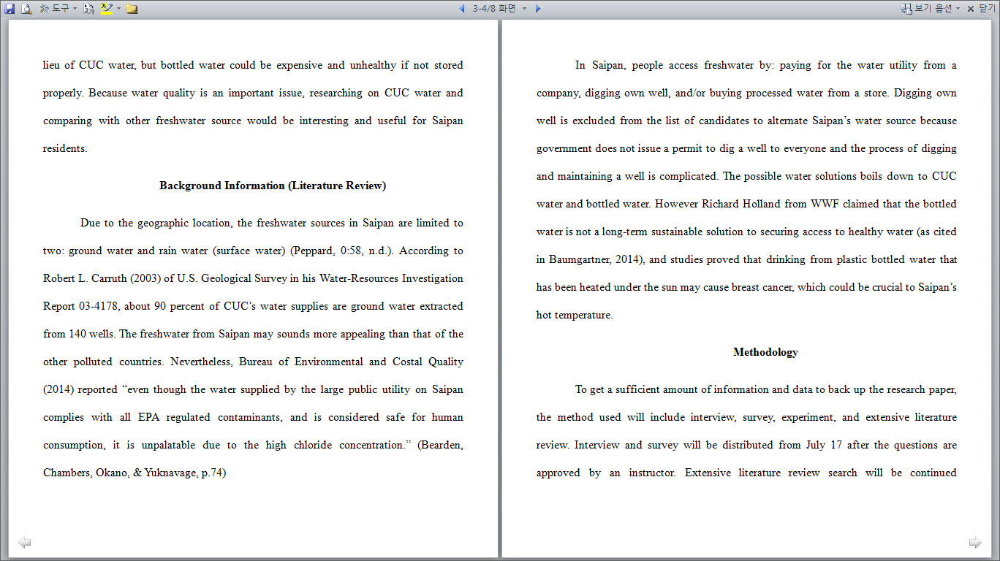 도구
3-4/8 화면
보기 옵션
닫기
lieu of CUC water, but bottled water could be expensive and unhealthy if not stored
properly. Because water quality is an important issue, researching on CUC water and
comparing with other freshwater source would be interesting and useful for Saipan
residents.
Background Information (Literature Review)
Due to the geographic location, the freshwater sources in Saipan are limited to
two: ground water and rain water (surface water) (Peppard, 0:58, n.d.). According to
Robert L. Carruth (2003) of U.S. Geological Survey in his Water-Resources Investigation
Report 03-4178, about 90 percent of CUC’s water supplies are ground water extracted
from 140 wells. The freshwater from Saipan may sounds more appealing than that of the
other polluted countries. Nevertheless, Bureau of Environmental and Costal Quality
(2014) reported “even though the water supplied by the large public utility on Saipan
complies with all EPA regulated contaminants, and is considered safe for human
consumption, it is unpalatable due to the high chloride concentration.” (Bearden,
Chambers, Okano, & Yuknavage, p.74)
In Saipan, people access freshwater by: paying for the water utility from a
company, digging own well, and/or buying processed water from a store. Digging own
well is excluded from the list of candidates to alternate Saipan’s water source because
government does not issue a permit to dig a well to everyone and the process of digging
and maintaining a well is complicated. The possible water solutions boils down to CUC
water and bottled water. However Richard Holland from WWF claimed that the bottled
water is not a long-term sustainable solution to securing access to healthy water (as cited
in Baumgartner, 2014), and studies proved that drinking from plastic bottled water that
has been heated under the sun may cause breast cancer, which could be crucial to Saipan’s
hot temperature.
Methodology
To get a sufficient amount of information and data to back up the research paper,
the method used will include interview, survey, experiment, and extensive literature
review. Interview and survey will be distributed from July 17 after the questions are
approved by an instructor. Extensive literature review search will be continued